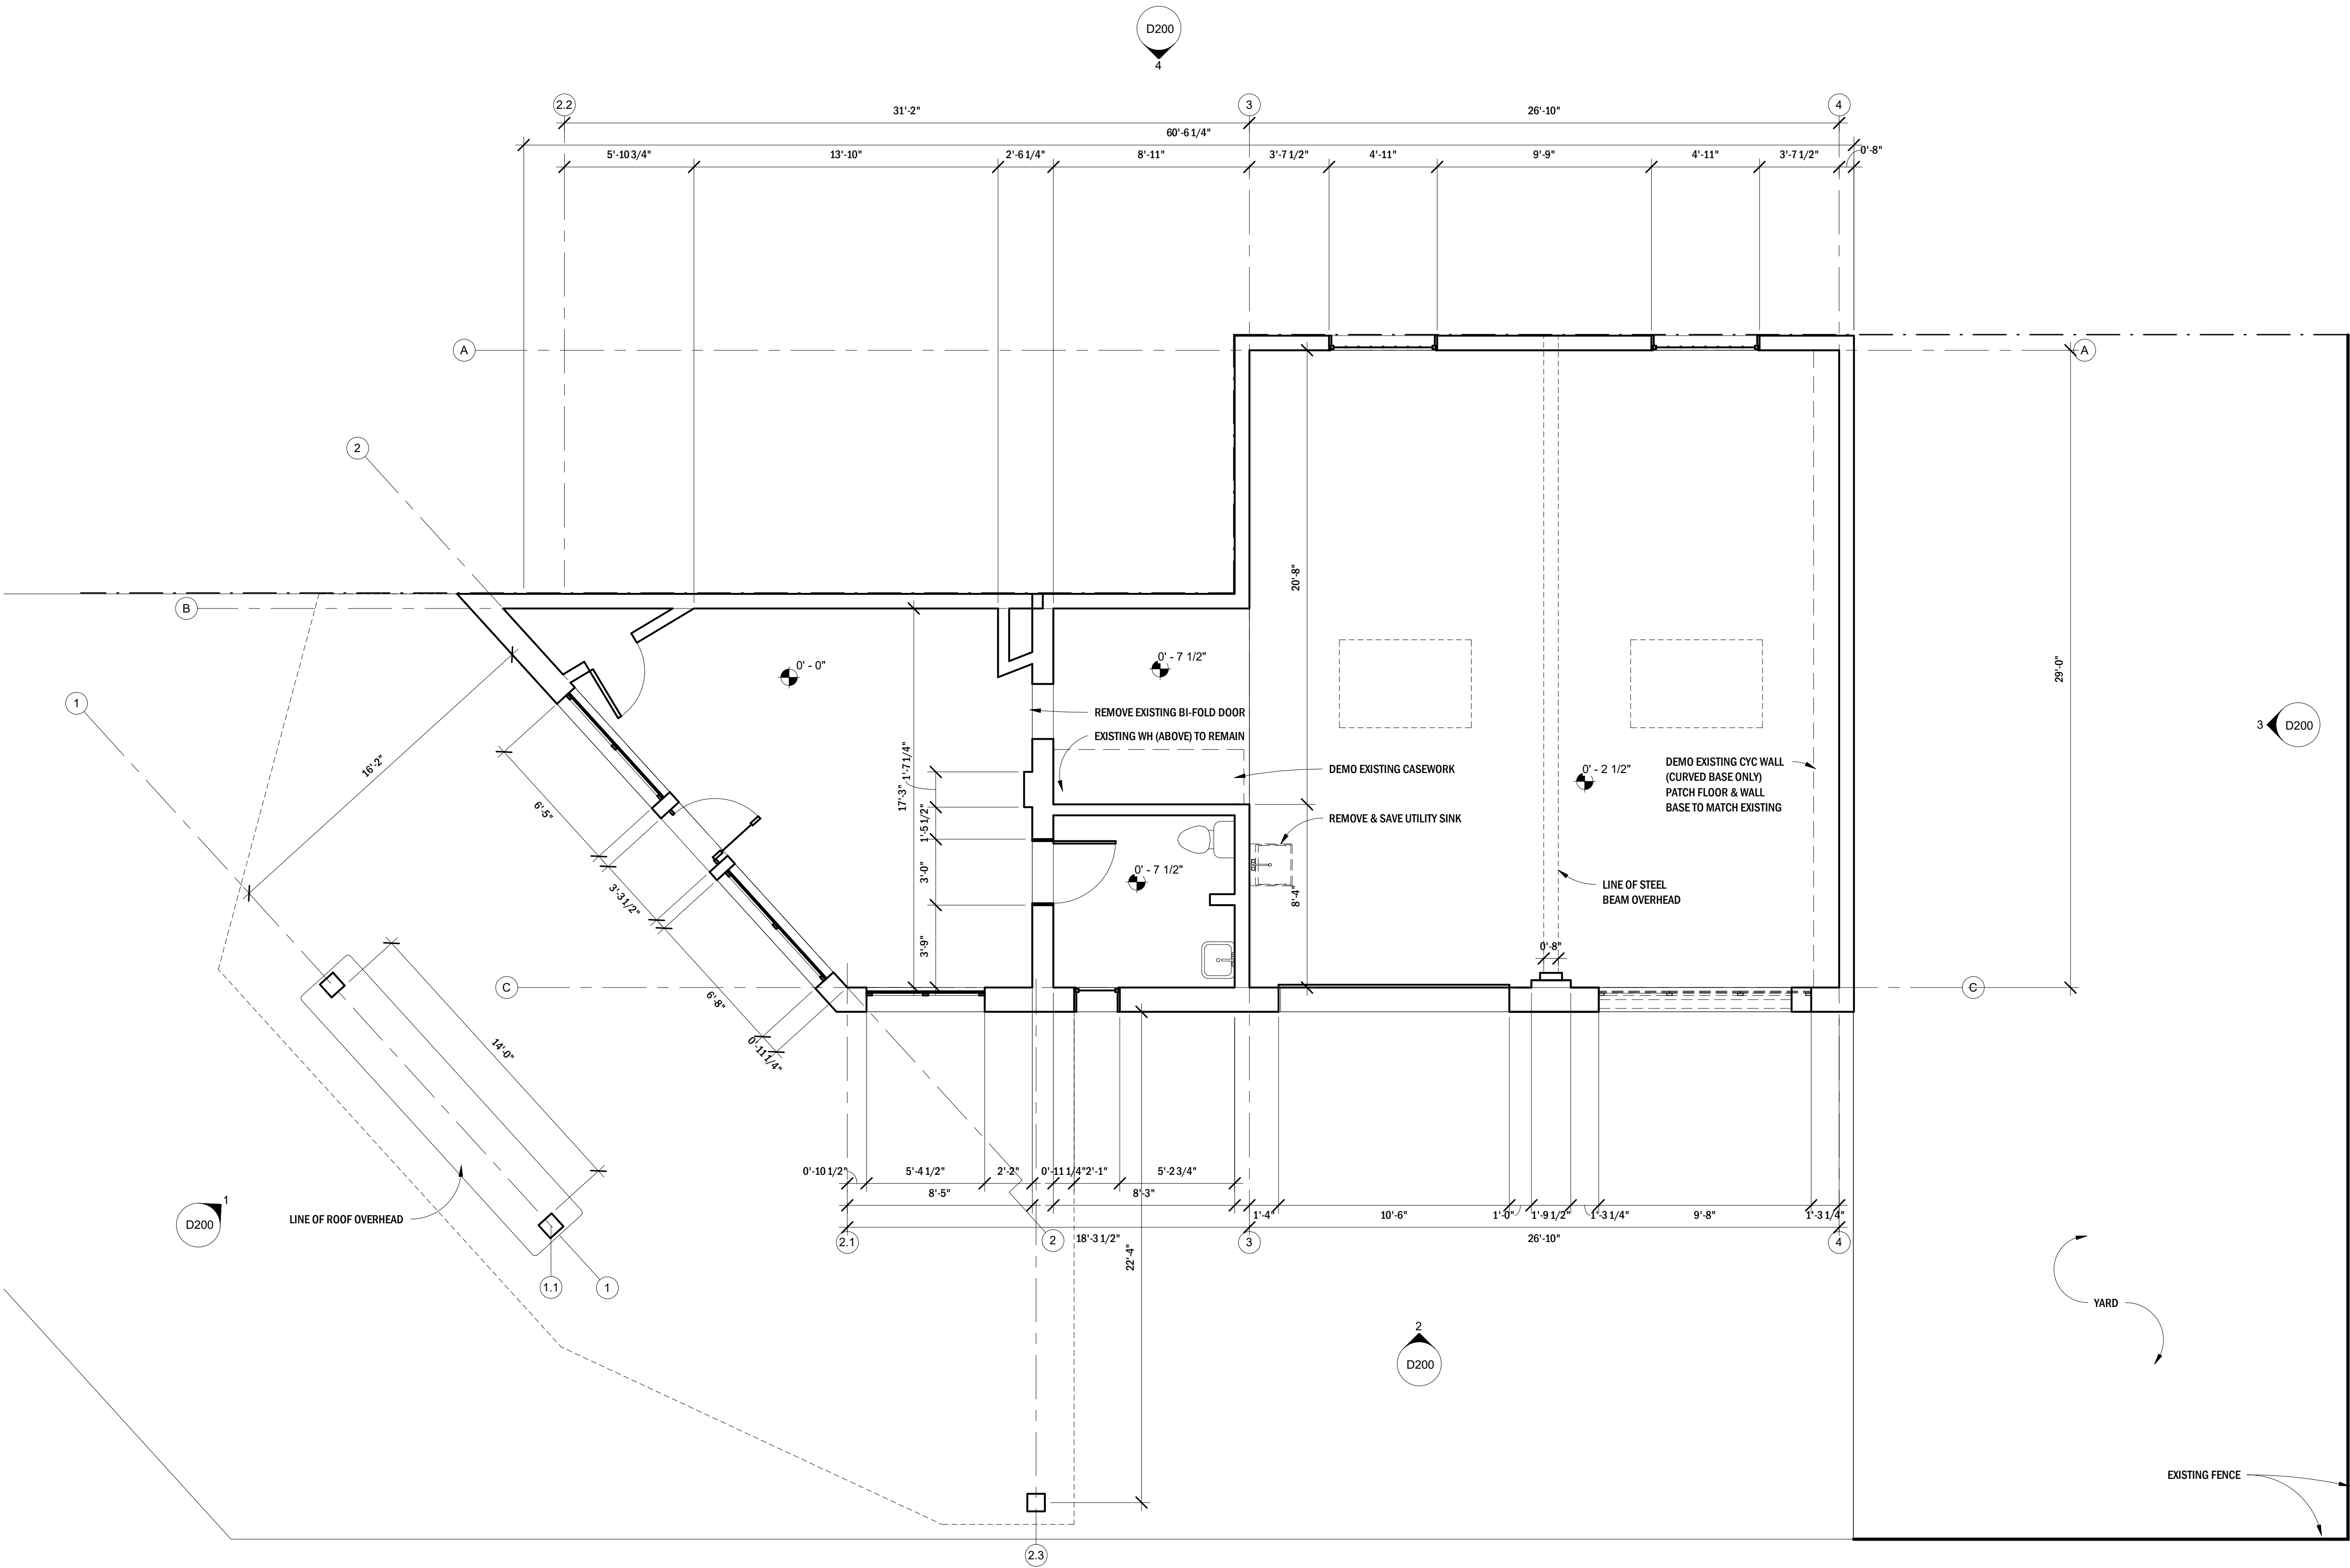 D200
4
2.2
31'-2"
3
26'-10"
4
60'-6 1/4"
5'-10 3/4"
13'-10"
2'-6 1/4"
8'-11"
3'-7 1/2"
4'-11"
9'-9"
4'-11"
3'-7 1/2"
0'-8"
A
A
2
B
20'-8"
0' - 0"
0' - 7 1/2"
29'-0"
1
REMOVE EXISTING BI-FOLD DOOR
3
D200
EXISTING WH (ABOVE) TO REMAIN
16'-2"
17'-3"
1'-7 1/4"
DEMO EXISTING CASEWORK
0' - 2 1/2"
DEMO EXISTING CYC WALL
(CURVED BASE ONLY)
PATCH FLOOR & WALL
BASE TO MATCH EXISTING
6'-5"
1'-5 1/2"
REMOVE & SAVE UTILITY SINK
3'-0"
0' - 7 1/2"
3'-3 1/2"
8'-4"
LINE OF STEEL
BEAM OVERHEAD
3'-9"
0'-8"
C
C
6'-8"
14'-0"
0'-11 1/4"
0'-10 1/2"
5'-4 1/2"
2'-2"
0'-11 1/4"
2'-1"
5'-2 3/4"
8'-5"
8'-3"
1
D200
LINE OF ROOF OVERHEAD
1'-4"
10'-6"
1'-0"
1'-9 1/2"
1'-3 1/4"
9'-8"
1'-3 1/4"
2.1
2
18'-3 1/2"
3
26'-10"
4
22'-4"
1.1
1
YARD
2
D200
EXISTING FENCE
2.3